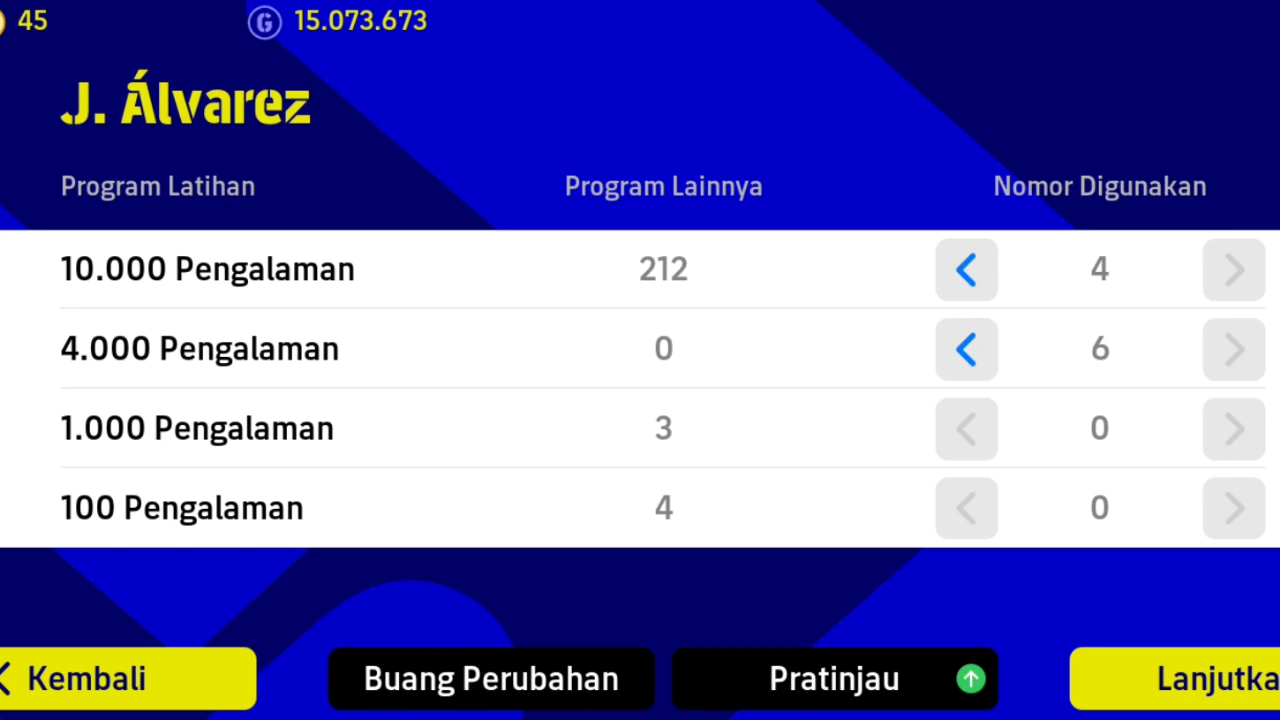 45 G 15.073.673
J. Álvarez
Program Latihan Program Lainnya Nomor Digunakan
10.000 Pengalaman 212 4
4.000 Pengalaman 0 6
1.000 Pengalaman 3 0
100 Pengalaman 4 0
Kembali Buang Perubahan Pratinjau Lanjutka